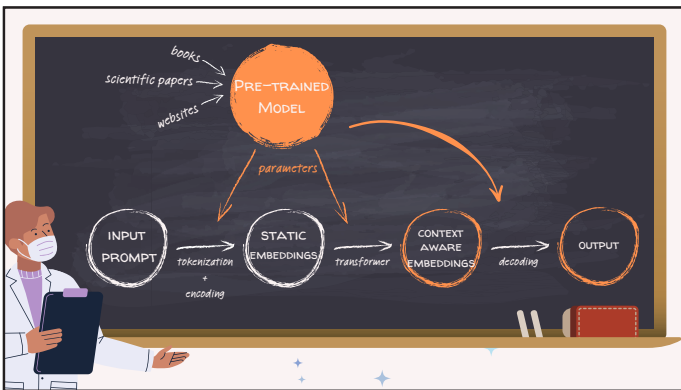 books
scientific papers
websites
PRE-TRAINED
MODEL
parameters
INPUT
PROMPT
tokenization
+
encoding
STATIC
EMBEDDINGS
transformer
CONTEXT
AWARE
EMBEDDINGS
decoding
OUTPUT